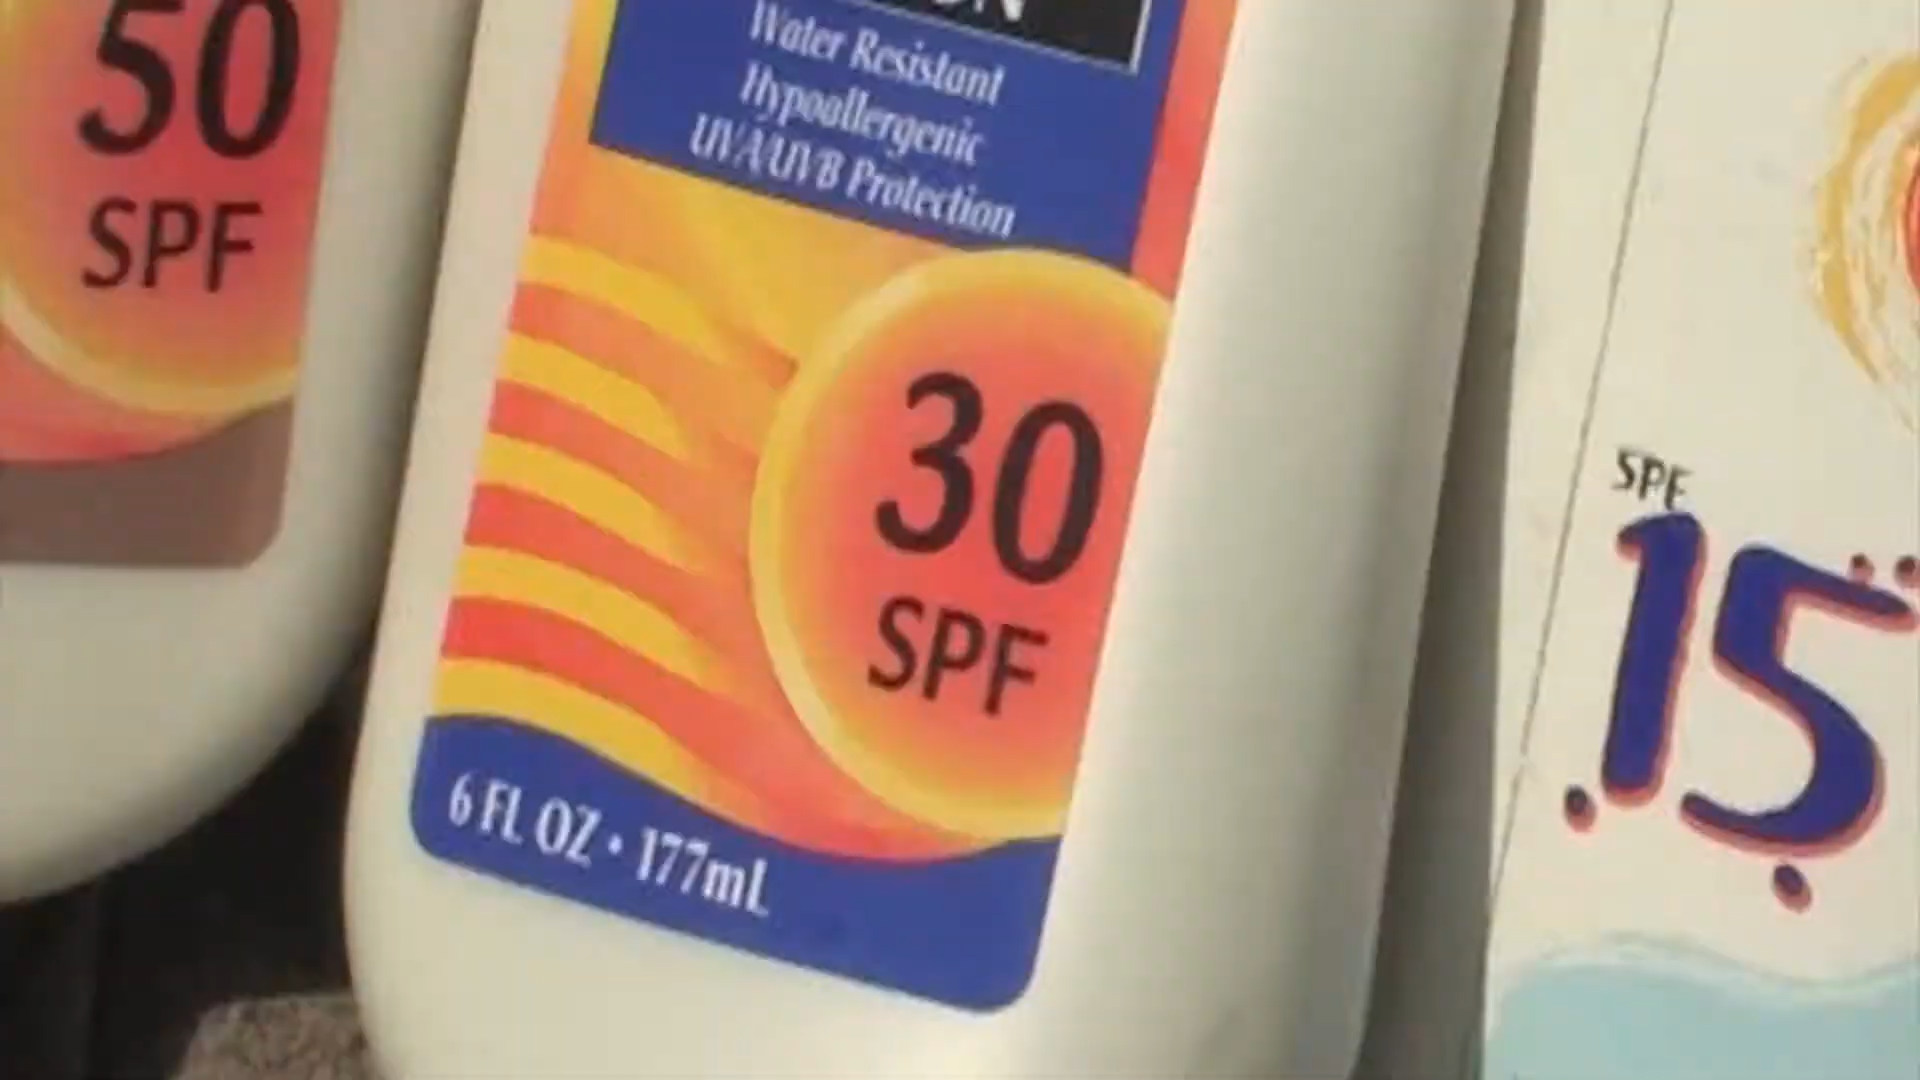 50
SPF
Water Resistant
Hypoallergenic
UVA/UVB Protection
30
SPF
6 FL OZ • 177mL
SPF
15